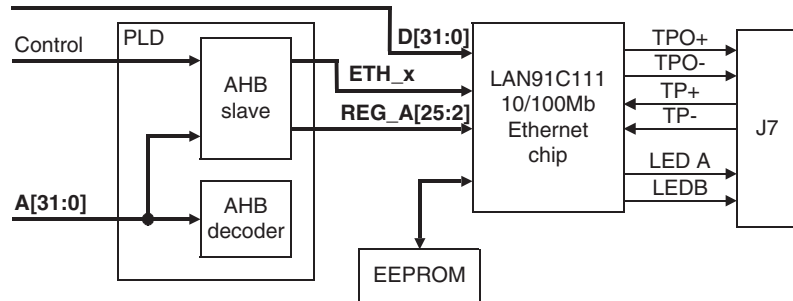 D[31:0]
Control
PLD
AHB
slave
ETH_x
REG_A[25:2]
A[31:0]
AHB
decoder
LAN91C111
10/100Mb
Ethernet
chip
EEPROM
TPO+
TPO-
TP+
TP-
LED A
LEDB
J7